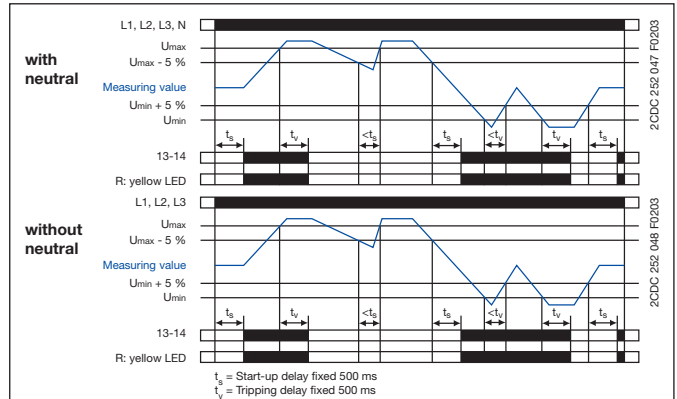 L1, L2, L3, N
Umax
with neutral
Umax - 5 %
Measuring value
Umin + 5 %
Umin
ts tv <ts ts <tv tv ts
13-14
R: yellow LED
2CDC 252 047 F0203
L1, L2, L3
Umax
without neutral
Umax - 5 %
Measuring value
Umin + 5 %
Umin
ts tv <ts ts <tv tv ts
13-14
R: yellow LED
2CDC 252 048 F0203
ts = Start-up delay fixed 500 ms
tv = Tripping delay fixed 500 ms